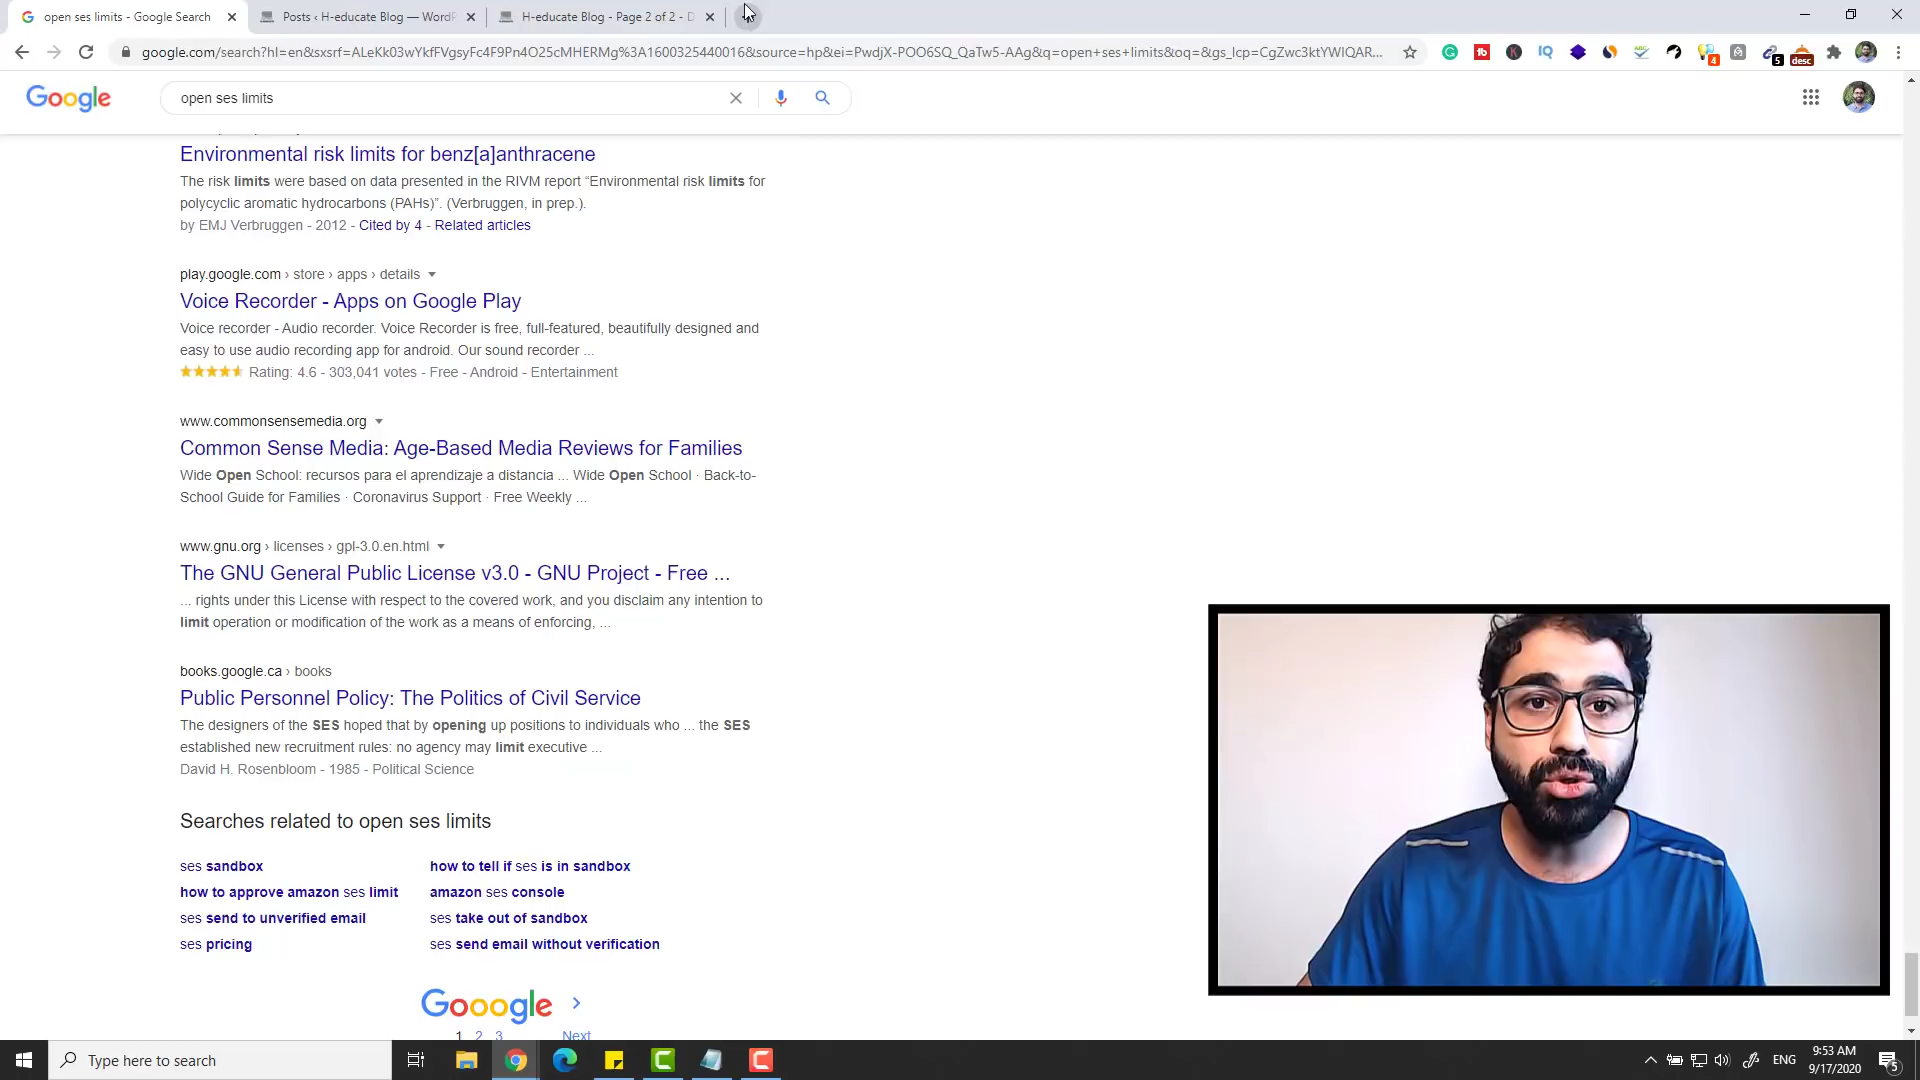 open ses limits - Google Search
Posts ‹ H-educate Blog — WordP
H-educate Blog - Page 2 of 2 - D
google.com/search?hl=en&sxsrf=ALeKk03wYkfFVgsyFc4F9Pn4O25cMHERMg%3A1600325440016&source=hp&ei=PwdjX-POO6SQ_QaTw5-AAg&q=open+ses+limits&oq=&gs_lcp=CgZwc3ktYWIQAR...
4
5
desc
Google
open ses limits
Environmental risk limits for benz[a]anthracene
The risk limits were based on data presented in the RIVM report “Environmental risk limits for
polycyclic aromatic hydrocarbons (PAHs)”. (Verbruggen, in prep.).
by EMJ Verbruggen - 2012 - Cited by 4 - Related articles
play.google.com › store › apps › details
Voice Recorder - Apps on Google Play
Voice recorder - Audio recorder. Voice Recorder is free, full-featured, beautifully designed and
easy to use audio recording app for android. Our sound recorder ...
Rating: 4.6 - 303,041 votes - Free - Android - Entertainment
www.commonsensemedia.org
Common Sense Media: Age-Based Media Reviews for Families
Wide Open School: recursos para el aprendizaje a distancia ... Wide Open School · Back-to-
School Guide for Families · Coronavirus Support · Free Weekly ...
www.gnu.org › licenses › gpl-3.0.en.html
The GNU General Public License v3.0 - GNU Project - Free ...
... rights under this License with respect to the covered work, and you disclaim any intention to
limit operation or modification of the work as a means of enforcing, ...
books.google.ca › books
Public Personnel Policy: The Politics of Civil Service
The designers of the SES hoped that by opening up positions to individuals who ... the SES
established new recruitment rules: no agency may limit executive ...
David H. Rosenbloom - 1985 - Political Science
Searches related to open ses limits
ses sandbox
how to tell if ses is in sandbox
how to approve amazon ses limit
amazon ses console
ses send to unverified email
ses take out of sandbox
ses pricing
ses send email without verification
Gooogle
1 2 3 Next
Type here to search
ENG
9:53 AM
9/17/2020
5